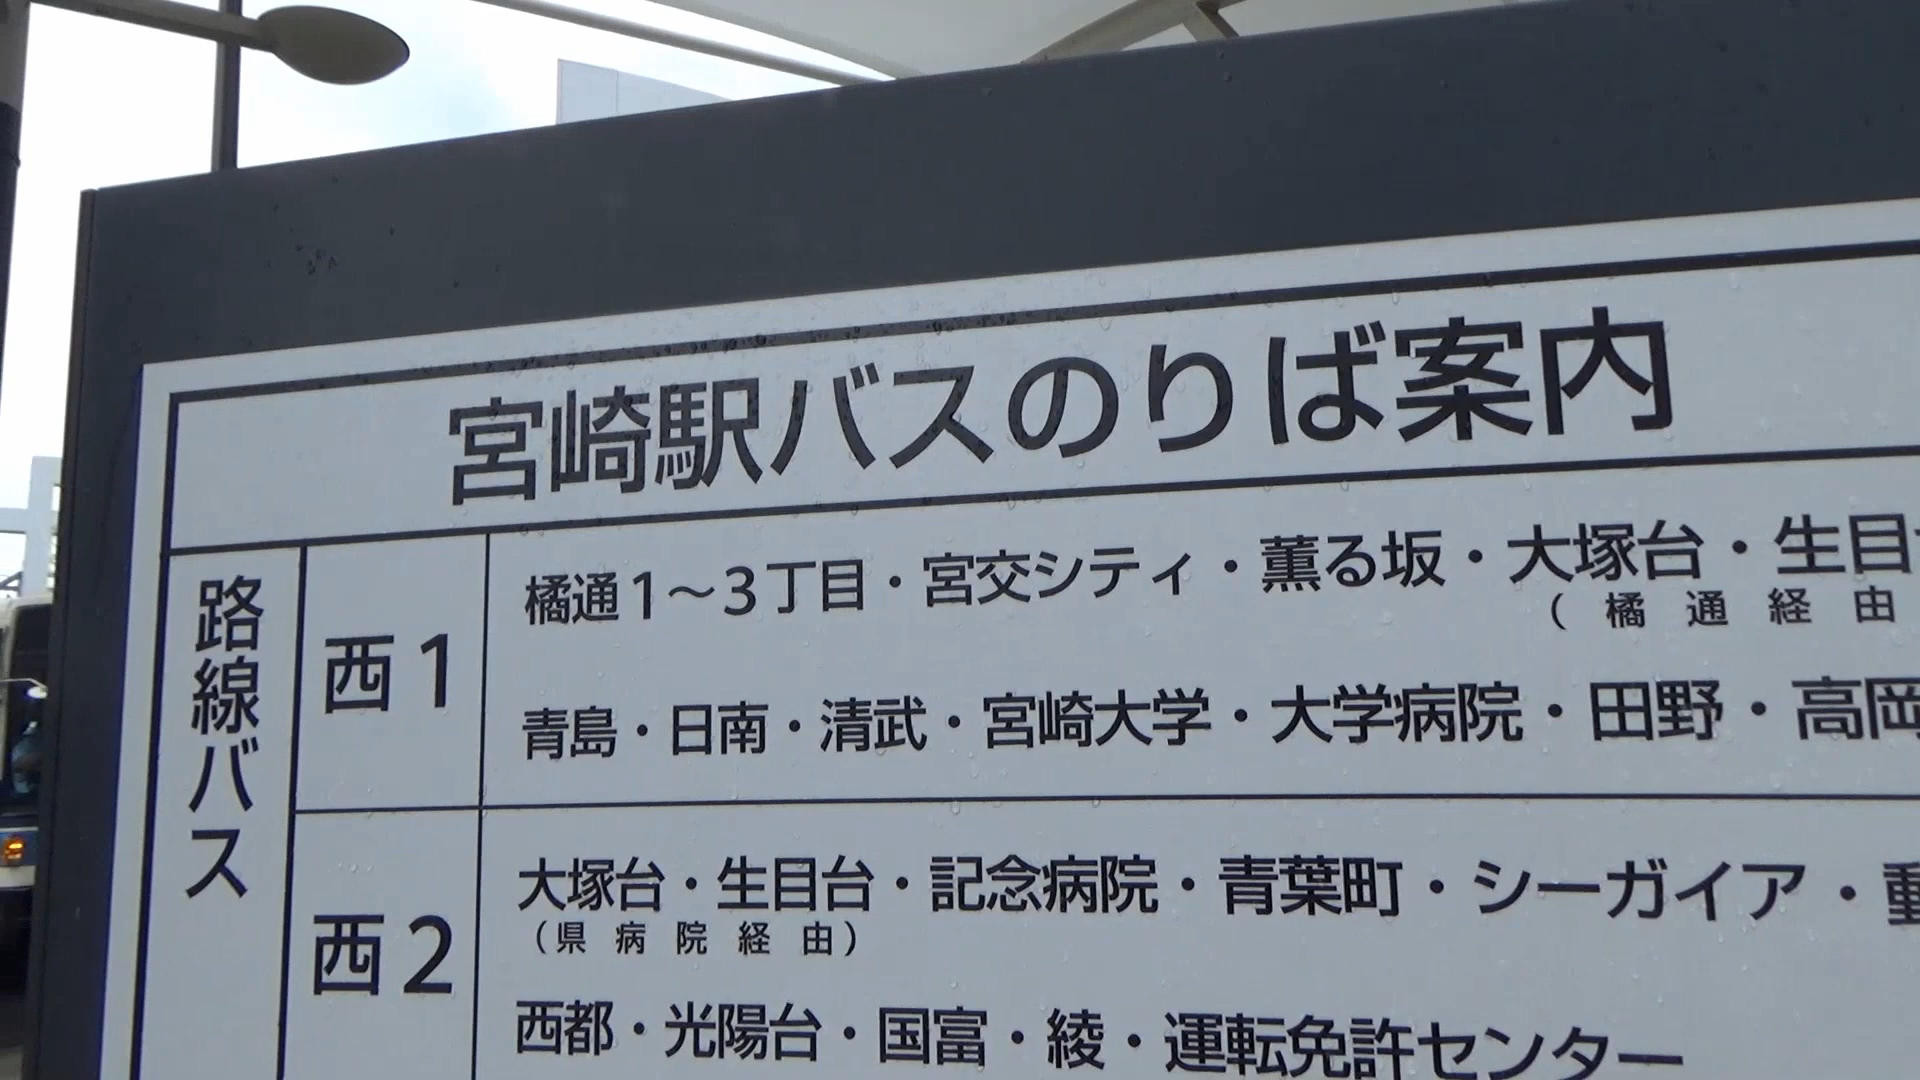 宮崎駅バスのりば案内
路線バス
西1
橘通1～3丁目・宮交シティ・薫る坂・大塚台・生目
(橘通経由
青島・日南・清武・宮崎大学・大学病院・田野・高岡
西2
大塚台・生目台・記念病院・青葉町・シーガイア・
(県病院経由)
西都・光陽台・国富・綾・運転免許センター